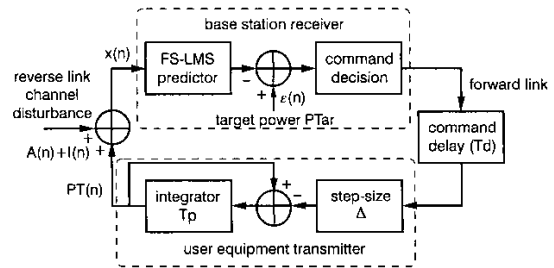 base station receiver
x(n)
FS-LMS
predictor
command
decision
reverse link
channel
disturbance
− + ε(n)
forward link
target power PTar
+
A(n)+I(n) +
command
delay (Td)
PT(n)
+
−
integrator
Tp
step-size
Δ
user equipment transmitter